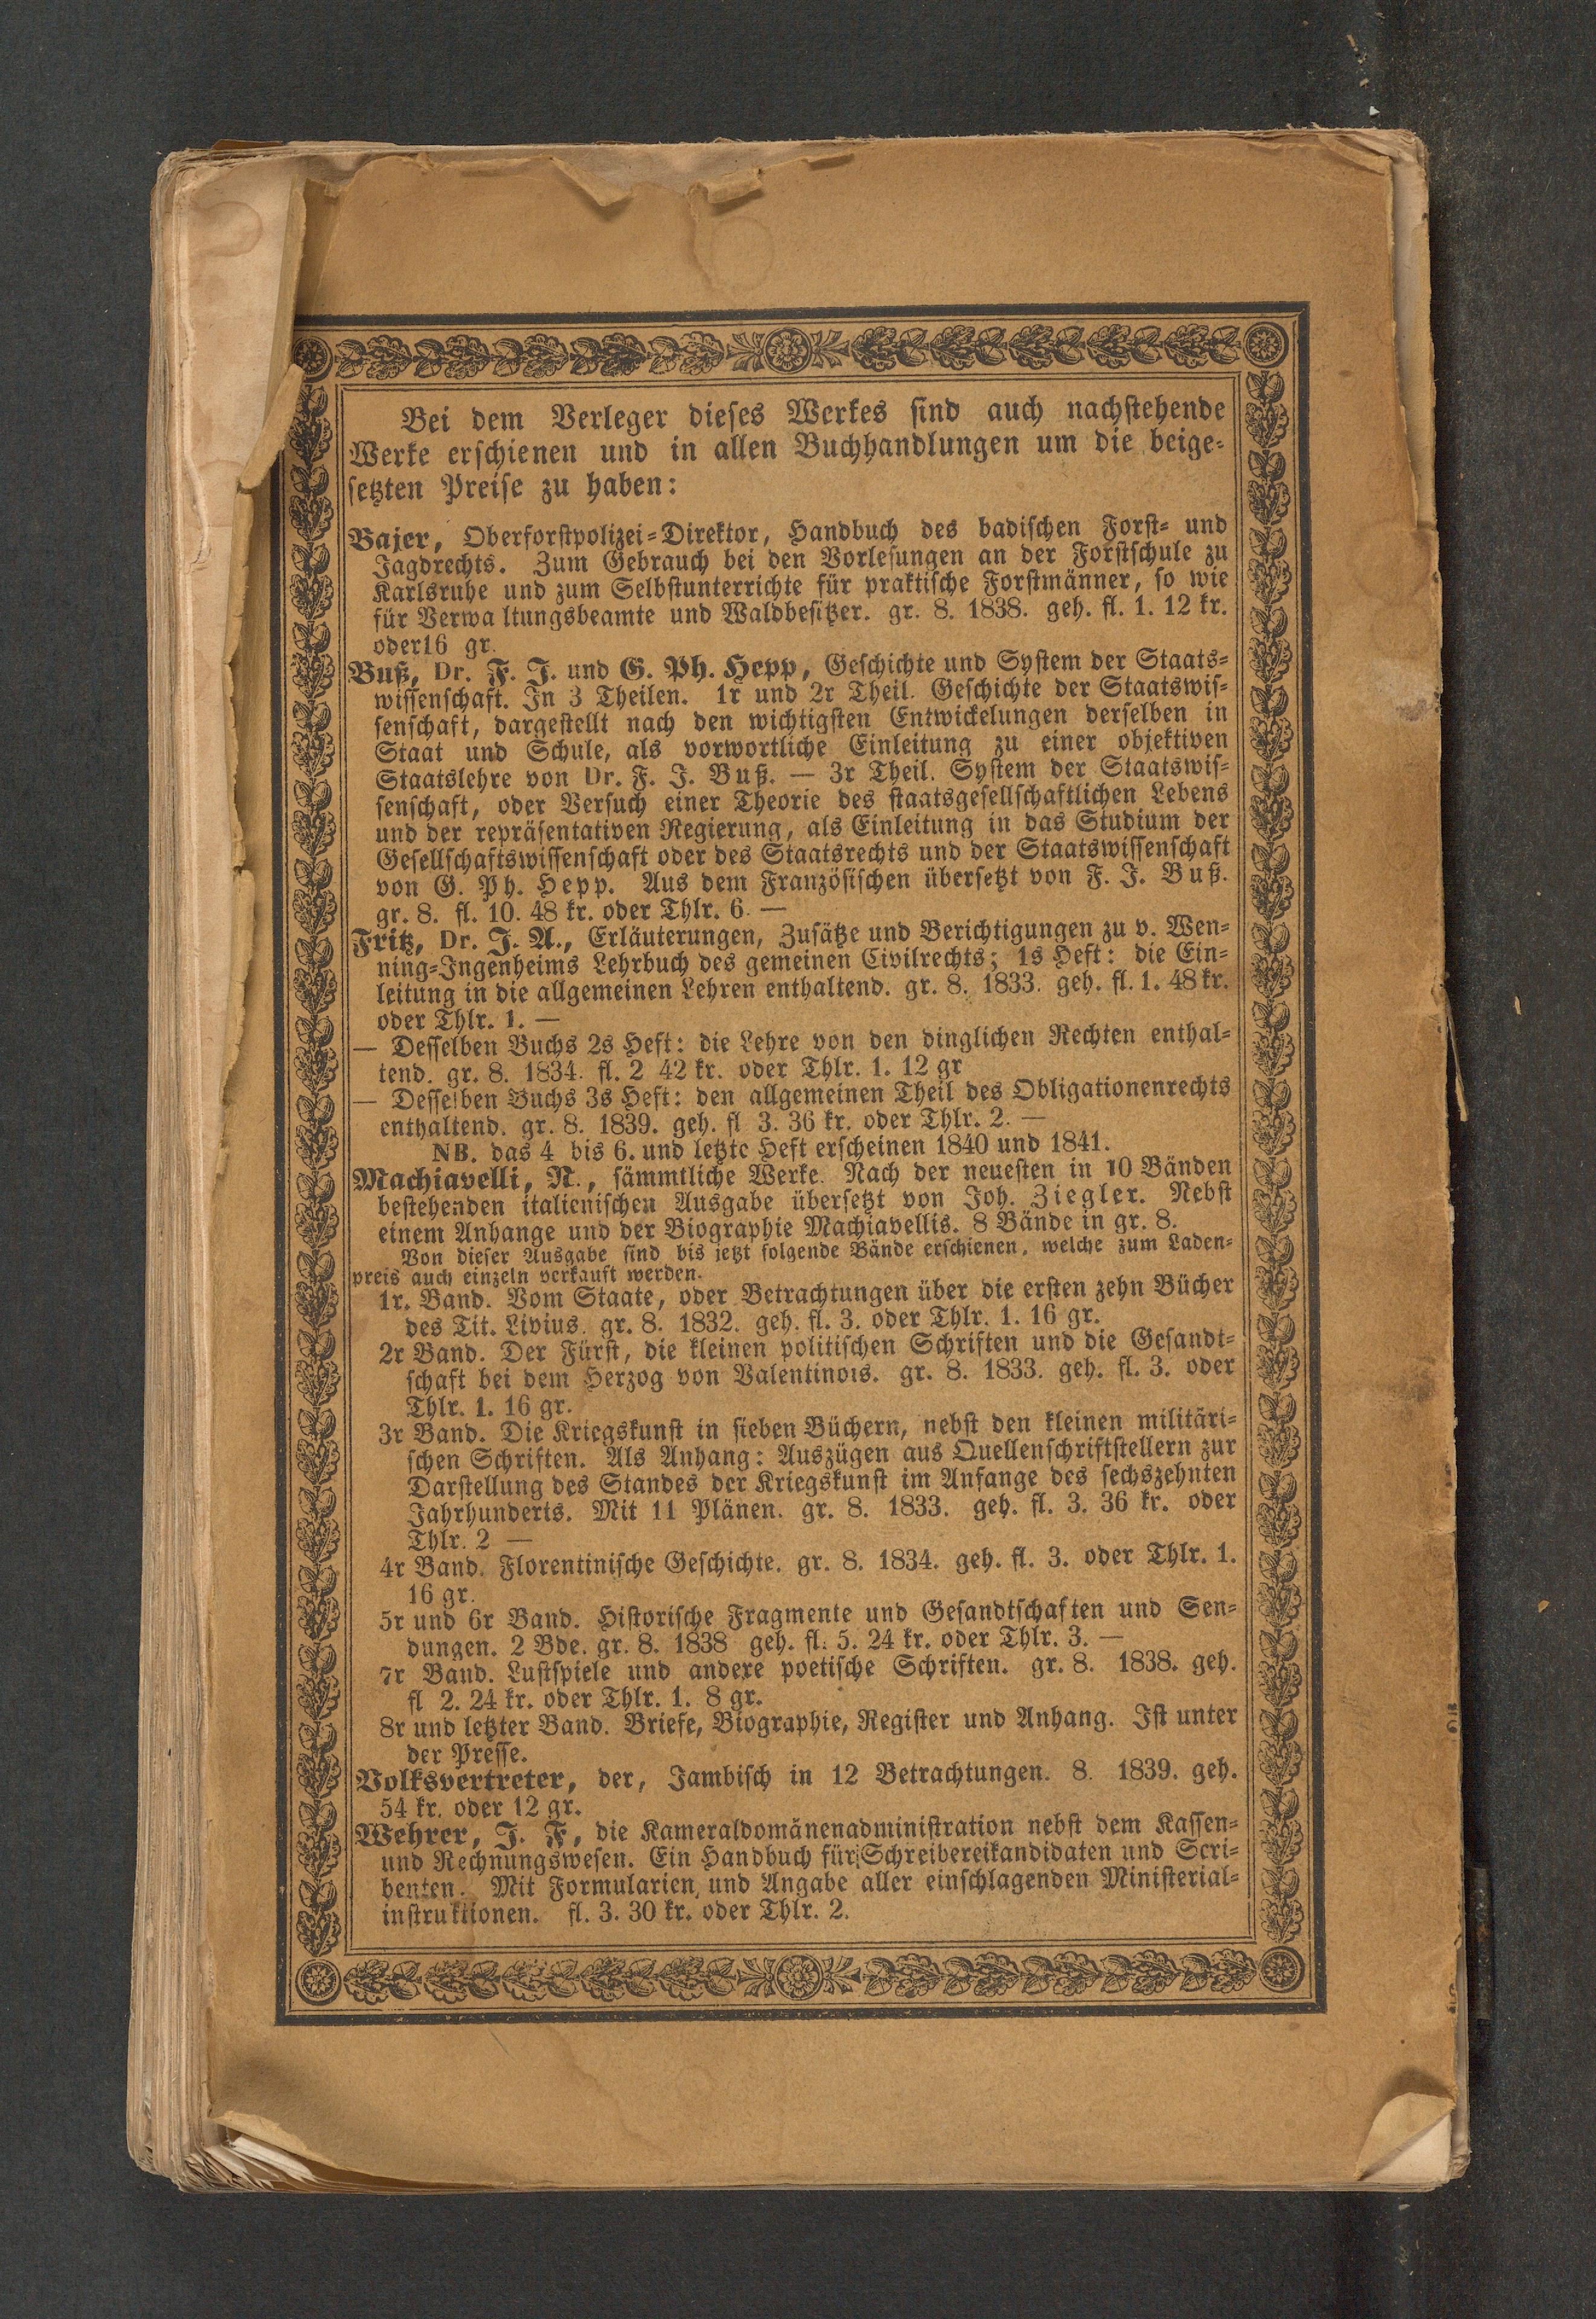 Bei dem Verleger dieses Werkes sind auch nachstehende
Werke erschienen und in allen Buchhandlungen um die beige-
setzten Preise zu haben:
Bajer, Oberforstpolizei-Direktor, Handbuch des badischen Forst- und
Jagdrechts. Zum Gebrauch bei den Vorlesungen an der Forstschule zu
Karlsruhe und zum Selbstunterrichte für praktische Forstmänner, so wie
für Verwaltungsbeamte und Waldbesitzer. gr. 8. 1838. geh. fl. 1. 12 kr.
oder16 gr.
Buß, Dr. F. J. und G. Ph. Hepp, Geschichte und System der Staats-
wissenschaft. In 3 Theilen. 1r und 2r Theil. Geschichte der Staatswis-
senschaft, dargestellt nach den wichtigsten Entwickelungen derselben in
Staat und Schule, als vorwortliche Einleitung zu einer objektiven
Staatslehre von Dr. F. J. Buß. — 3r Theil. System der Staatswis-
senschaft, oder Versuch einer Theorie des staatsgesellschaftlichen Lebens
und der repräsentativen Regierung, als Einleitung in das Studium der
Gesellschaftswissenschaft oder des Staatsrechts und der Staatswissenschaft
von G. Ph. Hepp. Aus dem Französischen übersetzt von F. J. Buß.
gr. 8. fl. 10. 48 kr. oder Thlr. 6. —
Fritz, Dr. J. A., Erläuterungen, Zusätze und Berichtigungen zu v. Wen-
ning-Ingenheims Lehrbuch des gemeinen Civilrechts; 1s Heft: die Ein-
leitung in die allgemeinen Lehren enthaltend. gr. 8. 1833. geh. fl. 1. 48 kr.
oder Thlr. 1. —
— Desselben Buchs 2s Heft: die Lehre von den dinglichen Rechten enthal-
tend. gr. 8. 1834. fl. 2 42 kr. oder Thlr. 1. 12 gr
— Desselben Buchs 3s Heft: den allgemeinen Theil des Obligationenrechts
enthaltend. gr. 8. 1839. geh. fl 3. 36 kr. oder Thlr. 2. —
NB. das 4 bis 6. und letzte Heft erscheinen 1840 und 1841.
Machiavelli, N., sämmtliche Werke. Nach der neuesten in 10 Bänden
bestehenden italienischen Ausgabe übersetzt von Joh. Ziegler. Nebst
einem Anhange und der Biographie Machiavellis. 8 Bände in gr. 8.
Von dieser Ausgabe sind bis jetzt folgende Bände erschienen, welche zum Laden-
preis auch einzeln verkauft werden.
1r. Band. Vom Staate, oder Betrachtungen über die ersten zehn Bücher
des Tit. Livius. gr. 8. 1832. geh. fl. 3. oder Thlr. 1. 16 gr.
2r Band. Der Fürst, die kleinen politischen Schriften und die Gesandt-
schaft bei dem Herzog von Valentinois. gr. 8. 1833. geh. fl. 3. oder
Thlr. 1. 16 gr.
3r Band. Die Kriegskunst in sieben Büchern, nebst den kleinen militäri-
schen Schriften. Als Anhang: Auszügen aus Quellenschriftstellern zur
Darstellung des Standes der Kriegskunst im Anfange des sechszehnten
Jahrhunderts. Mit 11 Plänen. gr. 8. 1833. geh. fl. 3. 36 kr. oder
Thlr. 2 —
4r Band. Florentinische Geschichte. gr. 8. 1834. geh. fl. 3. oder Thlr. 1.
16 gr.
5r und 6r Band. Historische Fragmente und Gesandtschaften und Sen-
dungen. 2 Bde. gr. 8. 1838 geh. fl. 5. 24 kr. oder Thlr. 3. —
7r Band. Lustspiele und andere poetische Schriften. gr. 8. 1838. geh.
fl 2. 24 kr. oder Thlr. 1. 8 gr.
8r und letzter Band. Briefe, Biographie, Register und Anhang. Ist unter
der Presse.
Volksvertreter, der, Jambisch in 12 Betrachtungen. 8. 1839. geh.
54 kr. oder 12 gr.
Wehrer, J. F, die Kameraldomänenadministration nebst dem Kassen-
und Rechnungswesen. Ein Handbuch für Schreibereikandidaten und Scri-
benten. Mit Formularien, und Angabe aller einschlagenden Ministerial-
instruktionen. fl. 3. 30 kr. oder Thlr. 2.